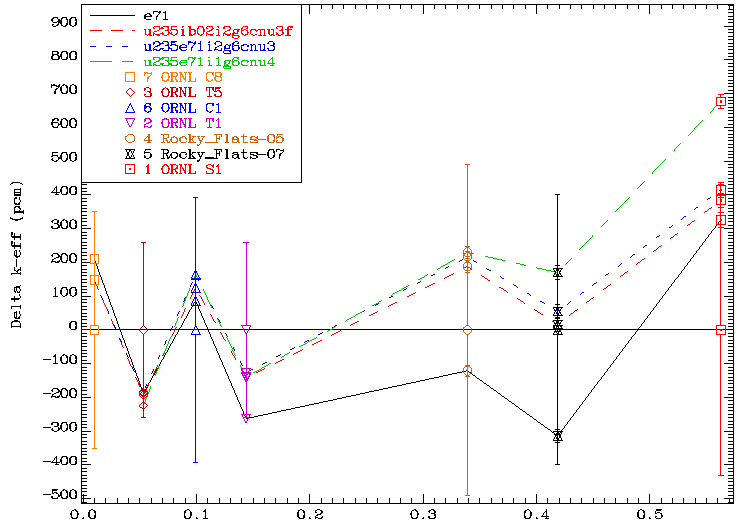 e71
u235ib02i2g6cnu3f
u235e71i2g6cnu3
u235e71i1g6cnu4
7 ORNL C8
3 ORNL T5
6 ORNL C1
2 ORNL T1
4 Rocky_Flats-05
5 Rocky_Flats-07
1 ORNL S1
Delta k-eff (pcm)
900
800
700
600
500
400
300
200
100
0
-100
-200
-300
-400
-500
0.0 0.1 0.2 0.3 0.4 0.5